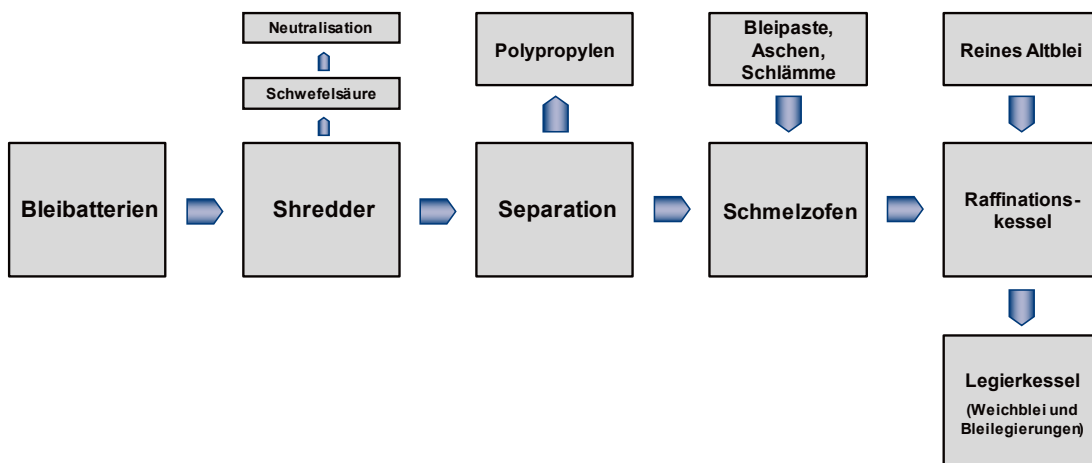 Neutralisation
Schwefelsäure
Polypropylen
Bleipaste,
Aschen,
Schlämme
Reines Altblei
Bleibatterien
Shredder
Separation
Schmelzofen
Raffinations-
kessel
Legierkessel
(Weichblei und
Bleilegierungen)